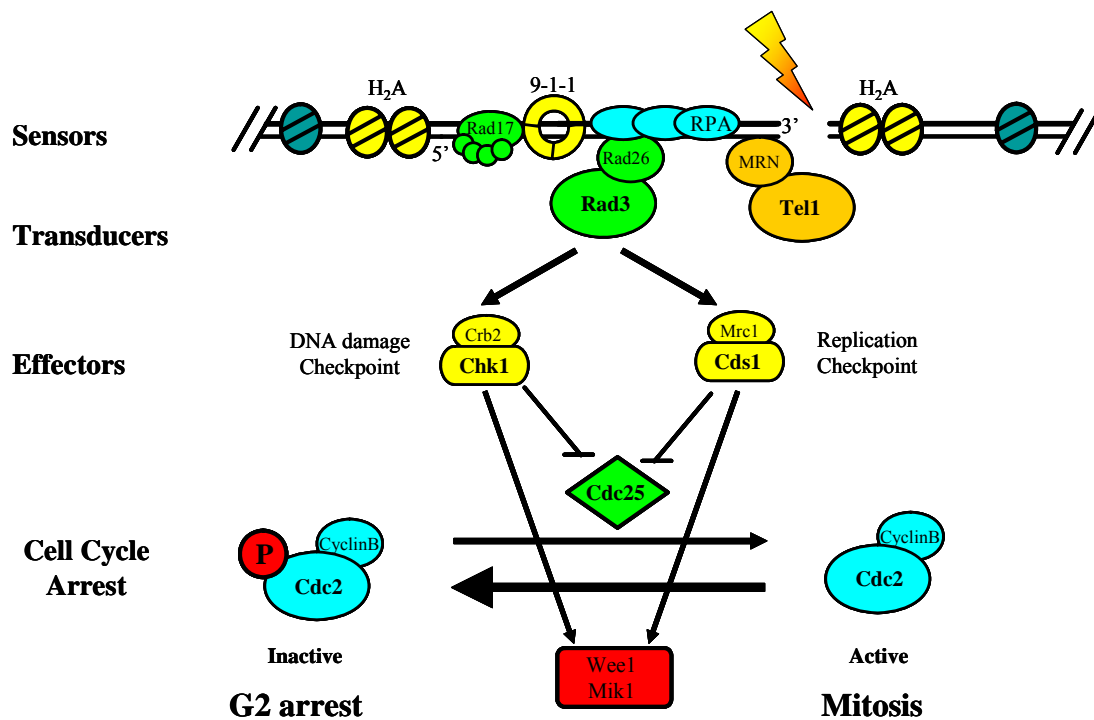 9-1-1
H2A
H2A
Sensors
Rad17
RPA
3’
5’
Rad26
MRN
Rad3
Tel1
Transducers
Crb2
Mrc1
DNA damage
Checkpoint
Replication
Checkpoint
Effectors
Chk1
Cds1
Cdc25
Cell Cycle
Arrest
P
CyclinB
Cdc2
CyclinB
Cdc2
Inactive
Active
Wee1
Mik1
G2 arrest
Mitosis